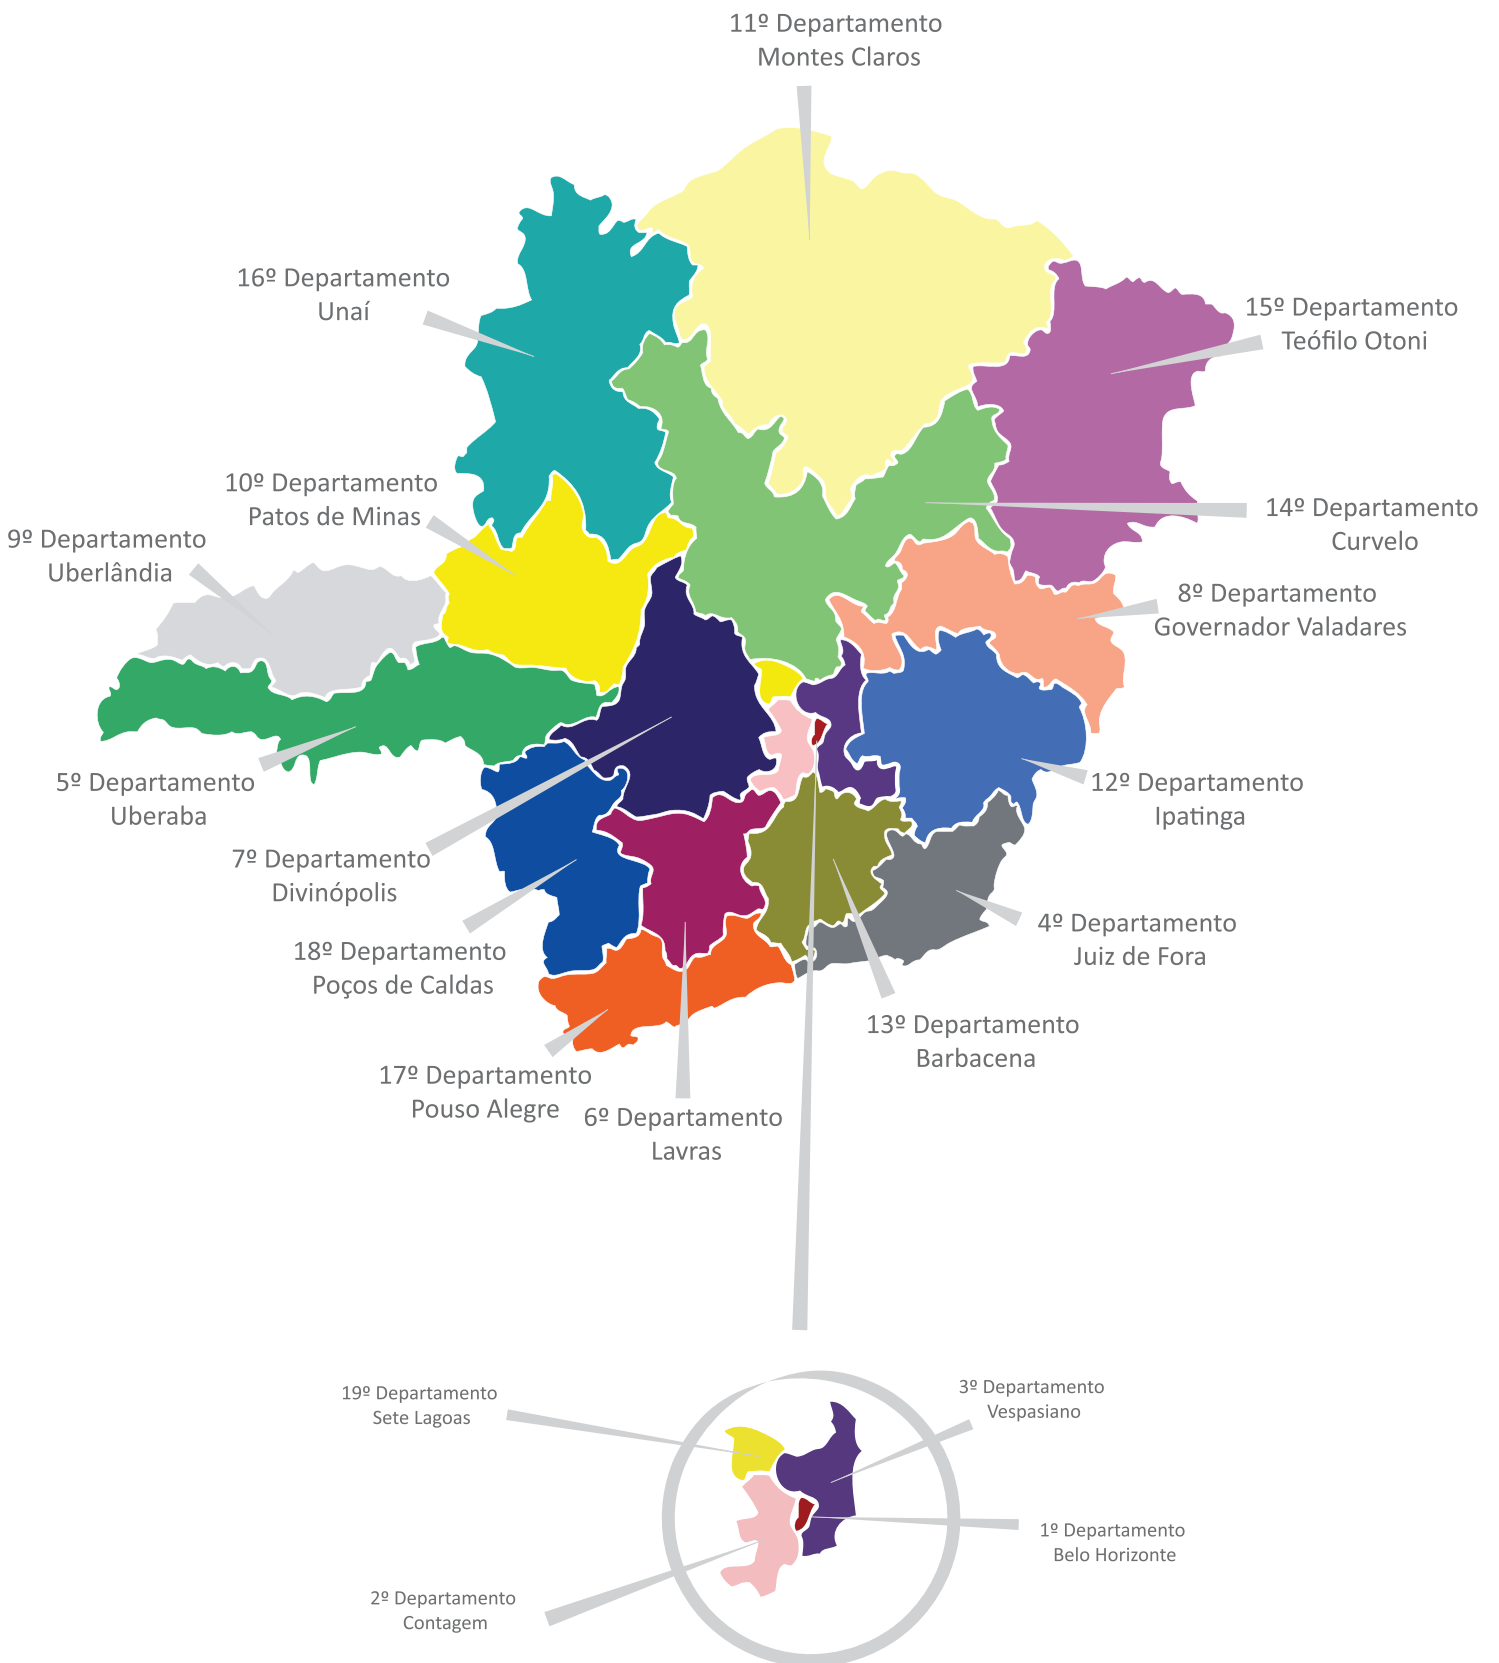 11º Departamento
Montes Claros
16º Departamento
Unaí
15º Departamento
Teófilo Otoni
10º Departamento
Patos de Minas
14º Departamento
Curvelo
9º Departamento
Uberlândia
8º Departamento
Governador Valadares
5º Departamento
Uberaba
12º Departamento
Ipatinga
7º Departamento
Divinópolis
4º Departamento
Juiz de Fora
18º Departamento
Poços de Caldas
13º Departamento
Barbacena
17º Departamento
Pouso Alegre
6º Departamento
Lavras
19º Departamento
Sete Lagoas
3º Departamento
Vespasiano
1º Departamento
Belo Horizonte
2º Departamento
Contagem